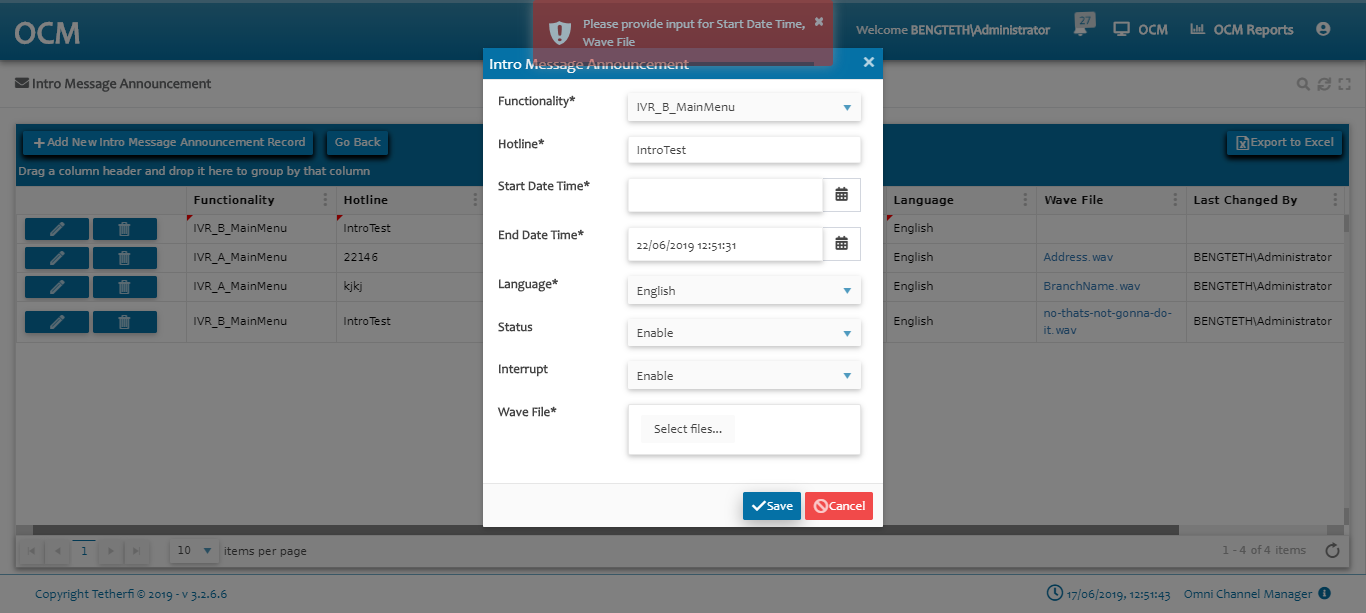 OCM
Please provide input for Start Date Time,
Wave File
Welcome BENGTETH\Administrator
27
OCM
OCM Reports
Intro Message Announcement
Add New Intro Message Announcement Record
Go Back
Export to Excel
Drag a column header and drop it here to group by that column
Functionality
Hotline
Language
Wave File
Last Changed By
IVR_B_MainMenu
IntroTest
English
IVR_A_MainMenu
22146
English
Address.wav
BENGTETH\Administrator
IVR_A_MainMenu
kjkj
English
BranchName.wav
BENGTETH\Administrator
IVR_B_MainMenu
IntroTest
English
no-thats-not-gonna-do-
it.wav
BENGTETH\Administrator
Intro Message Announcement
Functionality*
IVR_B_MainMenu
Hotline*
IntroTest
Start Date Time*
End Date Time*
22/06/2019 12:51:31
Language*
English
Status
Enable
Interrupt
Enable
Wave File*
Select files...
Save
Cancel
1
10
items per page
1 - 4 of 4 items
Copyright Tetherfi © 2019 - v 3.2.6.6
17/06/2019, 12:51:43
Omni Channel Manager